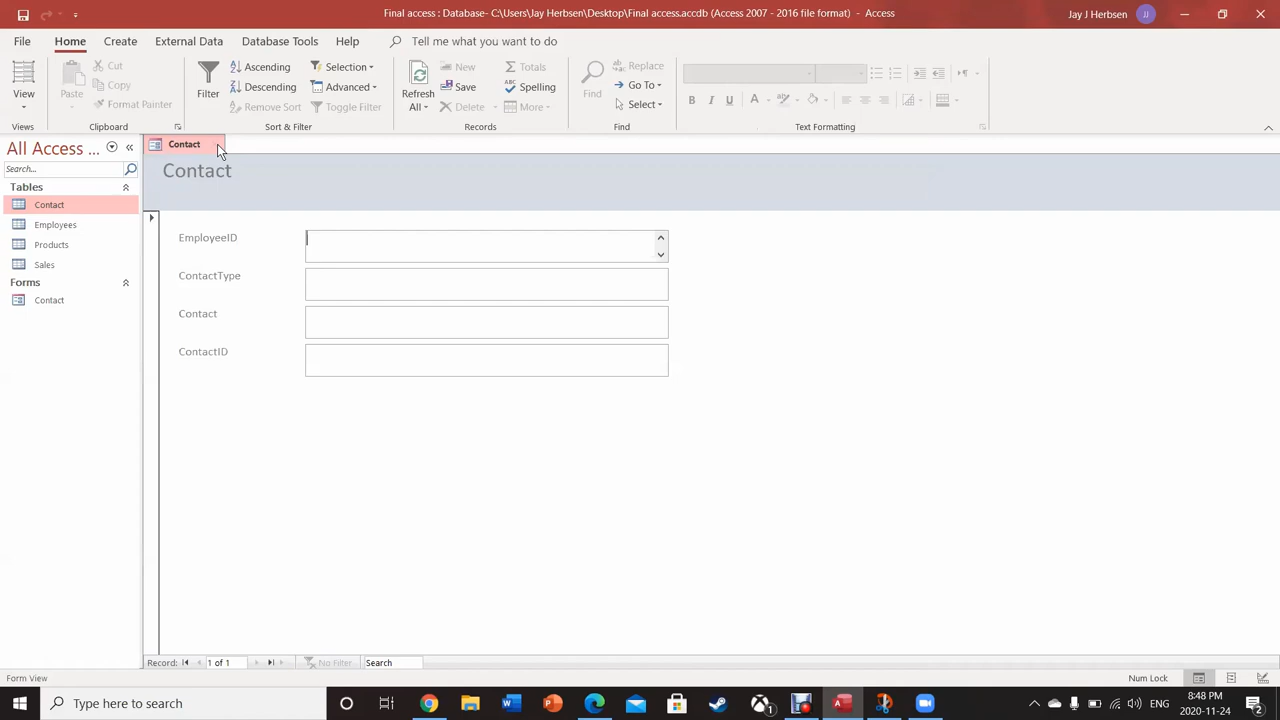 Final access : Database- C:\Users\Jay Herbsen\Desktop\Final access.accdb (Access 2007 - 2016 file format) - Access
Jay J Herbsen
JJ
File
Home
Create
External Data
Database Tools
Help
Tell me what you want to do
View
Views
Paste
Cut
Copy
Format Painter
Clipboard
Filter
Ascending
Descending
Remove Sort
Selection
Advanced
Toggle Filter
Sort & Filter
Refresh
All
New
Save
Delete
Totals
Spelling
More
Records
Find
Replace
Go To
Select
Find
B I U
A
Text Formatting
All Access ...
Search...
Tables
Contact
Employees
Products
Sales
Forms
Contact
Contact
Contact
EmployeeID
ContactType
Contact
ContactID
Record: 1 of 1
No Filter
Search
Form View
Num Lock
Type here to search
ENG
8:48 PM
2020-11-24
2